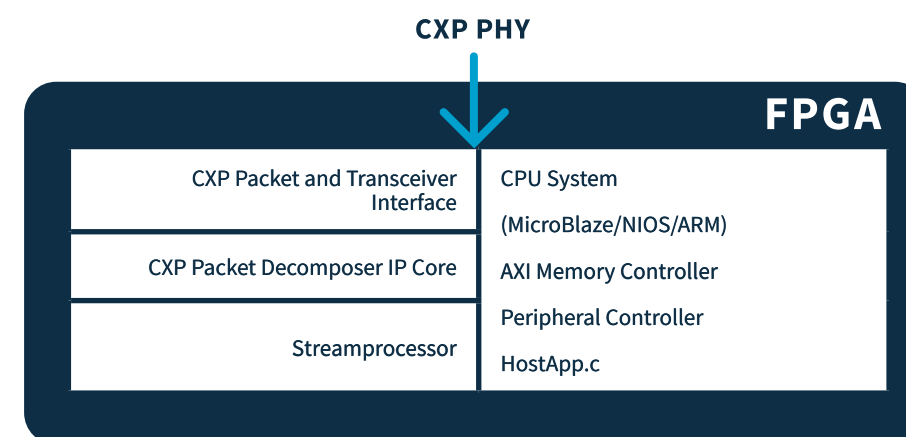 CXP PHY
FPGA
CXP Packet and Transceiver
Interface
CXP Packet Decomposer IP Core
Streamprocessor
CPU System
(MicroBlaze/NIOS/ARM)
AXI Memory Controller
Peripheral Controller
HostApp.c